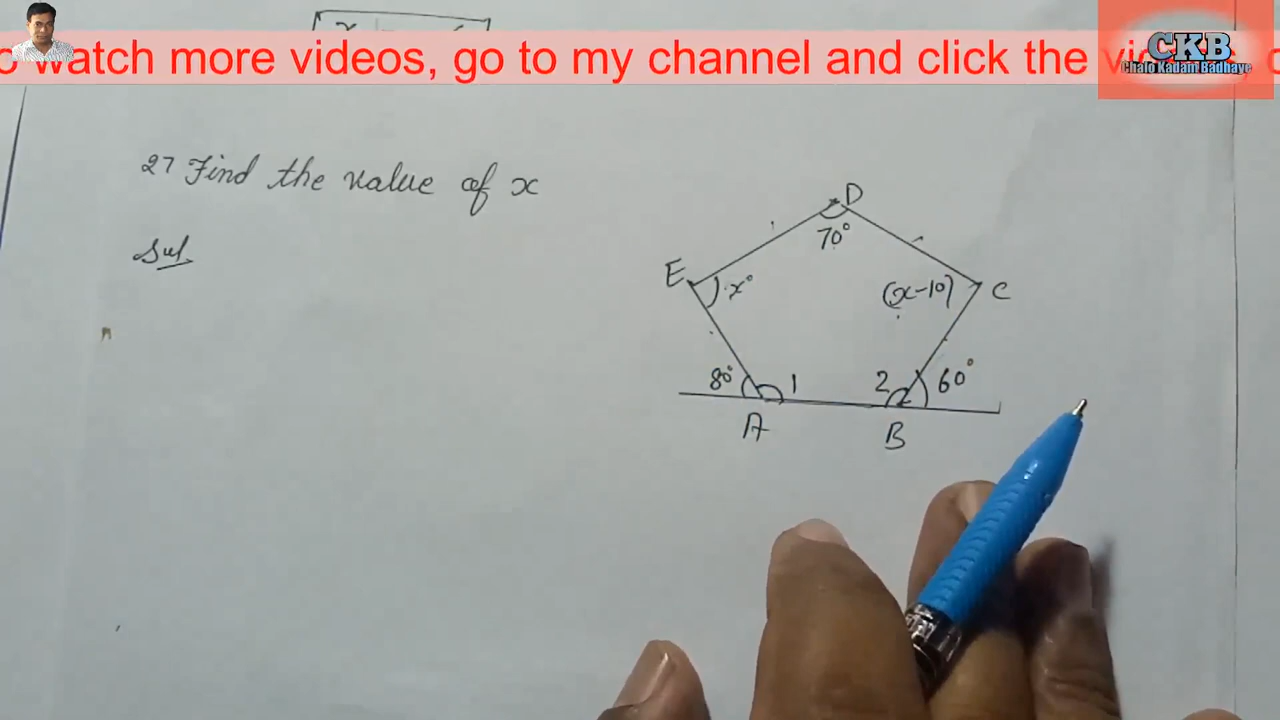 o watch more videos, go to my channel and click the vi
CKB
Chalo Kadam Badhaye
27 Find the value of x
Sol
D
70°
E
x°
(x-10)
C
80°
1
2
60°
A
B